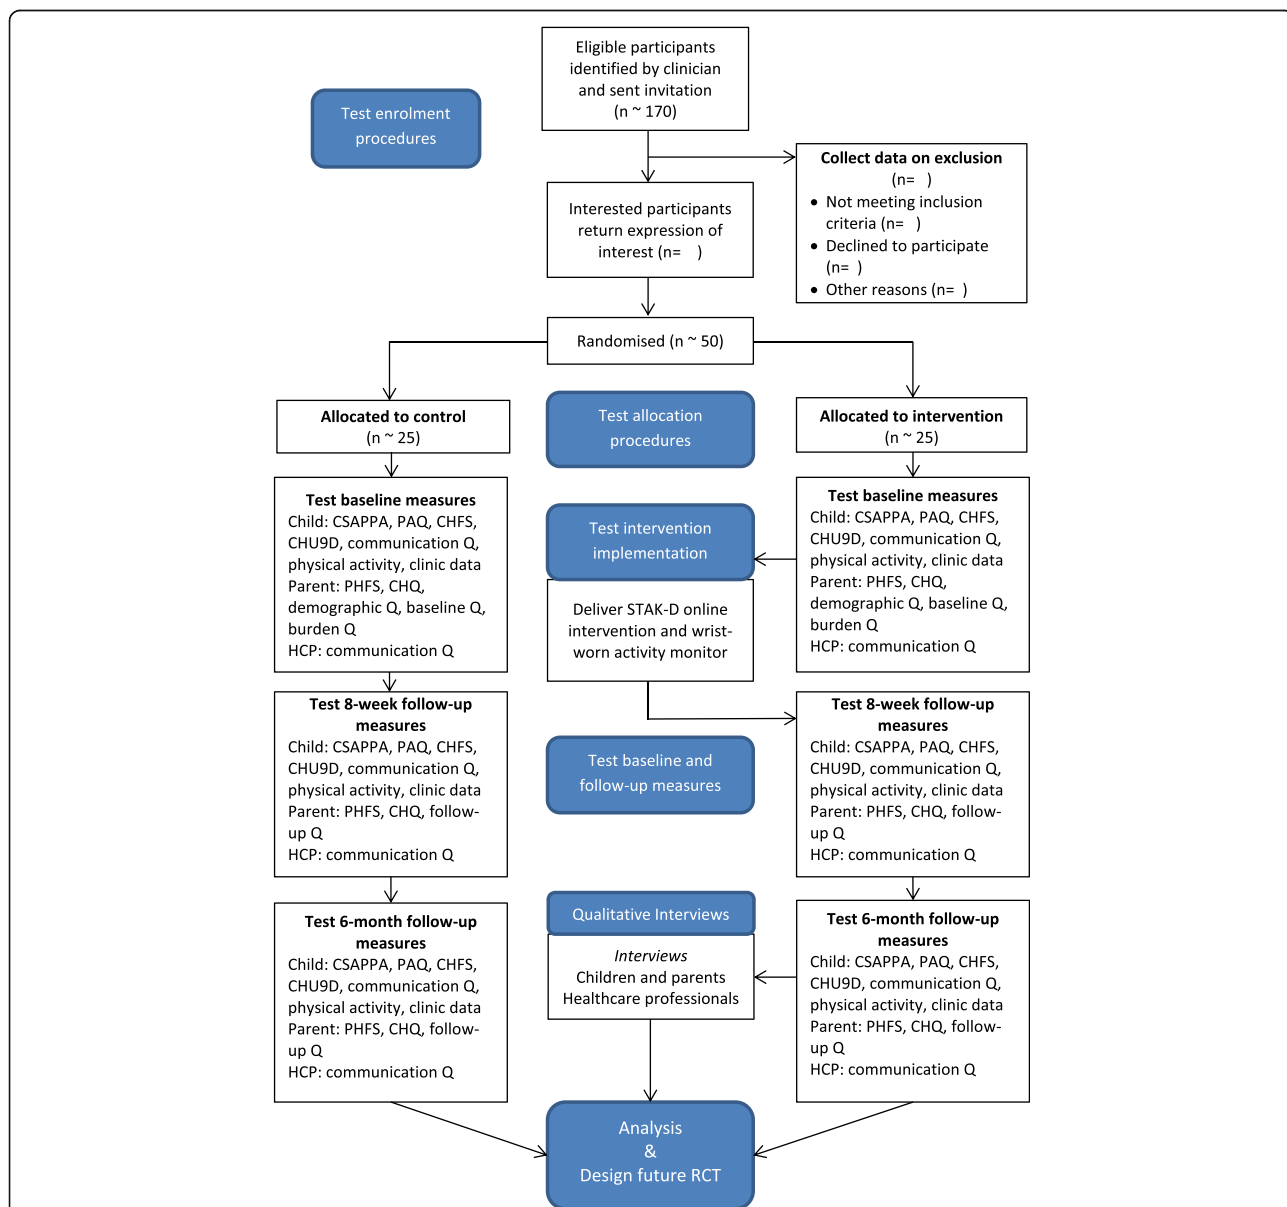 Eligible participants
identified by clinician
and sent invitation
(n ~ 170)
Test enrolment
procedures
Collect data on exclusion
(n=   )
• Not meeting inclusion
criteria (n=   )
• Declined to participate
(n=  )
• Other reasons (n=  )
Interested participants
return expression of
interest (n=   )
Randomised (n ~ 50)
Allocated to control
(n ~ 25)
Test allocation
procedures
Allocated to intervention
(n ~ 25)
Test baseline measures
Child: CSAPPA, PAQ, CHFS,
CHU9D, communication Q,
physical activity, clinic data
Parent: PHFS, CHQ,
demographic Q, baseline Q,
burden Q
HCP: communication Q
Test intervention
implementation
Deliver STAK-D online
intervention and wrist-
worn activity monitor
Test baseline measures
Child: CSAPPA, PAQ, CHFS,
CHU9D, communication Q,
physical activity, clinic data
Parent: PHFS, CHQ,
demographic Q, baseline Q,
burden Q
HCP: communication Q
Test 8-week follow-up
measures
Child: CSAPPA, PAQ, CHFS,
CHU9D, communication Q,
physical activity, clinic data
Parent: PHFS, CHQ, follow-
up Q
HCP: communication Q
Test baseline and
follow-up measures
Test 8-week follow-up
measures
Child: CSAPPA, PAQ, CHFS,
CHU9D, communication Q,
physical activity, clinic data
Parent: PHFS, CHQ, follow-
up Q
HCP: communication Q
Test 6-month follow-up
measures
Child: CSAPPA, PAQ, CHFS,
CHU9D, communication Q,
physical activity, clinic data
Parent: PHFS, CHQ, follow-
up Q
HCP: communication Q
Qualitative Interviews
Interviews
Children and parents
Healthcare professionals
Test 6-month follow-up
measures
Child: CSAPPA, PAQ, CHFS,
CHU9D, communication Q,
physical activity, clinic data
Parent: PHFS, CHQ, follow-
up Q
HCP: communication Q
Analysis
&
Design future RCT